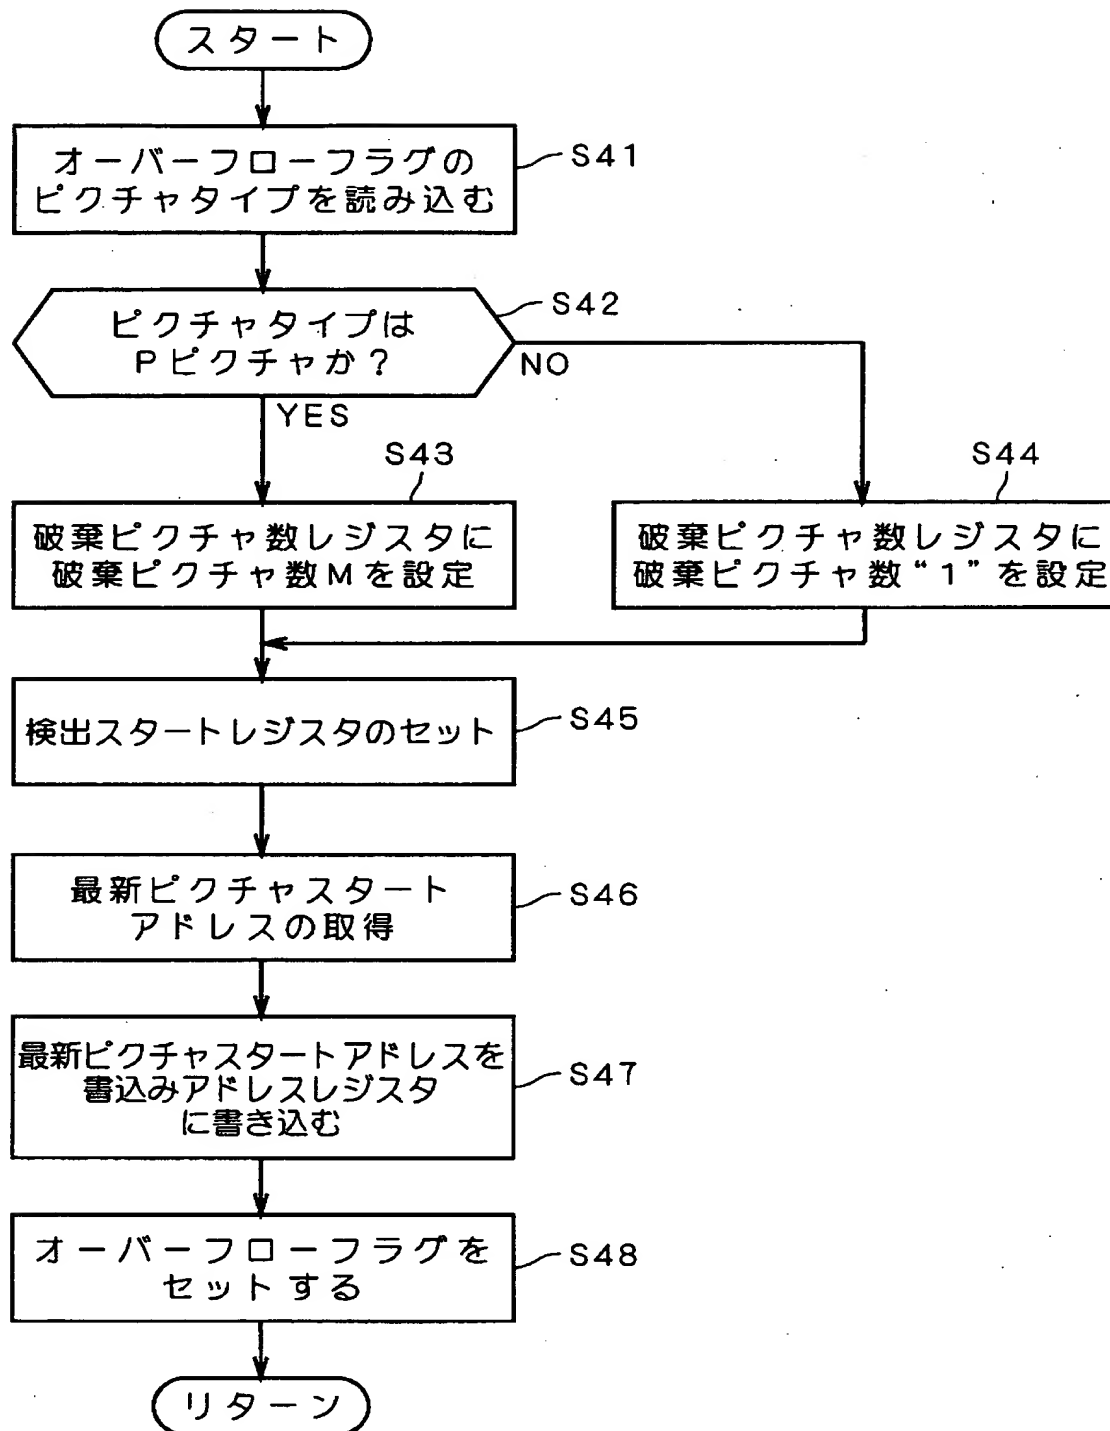 スタート
オーバーフローフラグの
ピクチャタイプを読み込む
S41
ピクチャタイプは
Pピクチャか?
S42
NO
YES
S43
破棄ピクチャ数レジスタに
破棄ピクチャ数Mを設定
S44
破棄ピクチャ数レジスタに
破棄ピクチャ数“1”を設定
検出スタートレジスタのセット
S45
最新ピクチャスタート
アドレスの取得
S46
最新ピクチャスタートアドレスを
書込みアドレスレジスタ
に書き込む
S47
オーバーフローフラグを
セットする
S48
リターン